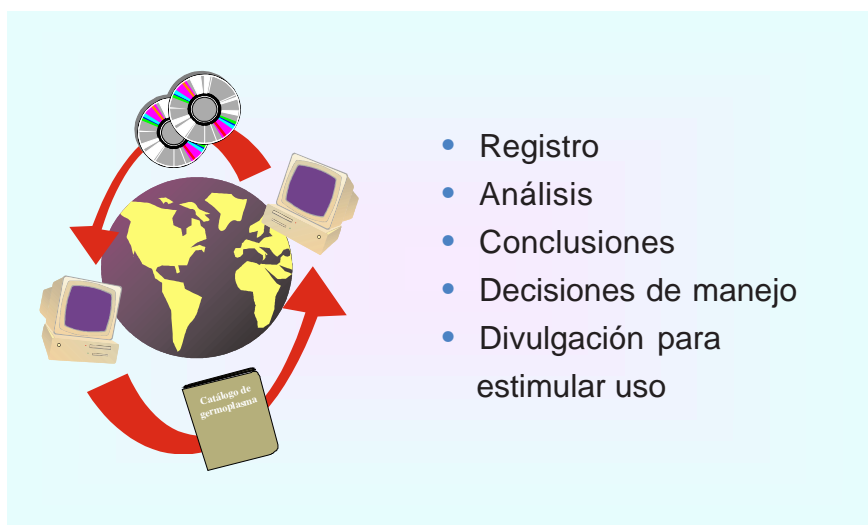 Catálogo de
germoplasma
• Registro
• Análisis
• Conclusiones
• Decisiones de manejo
• Divulgación para
estimular uso